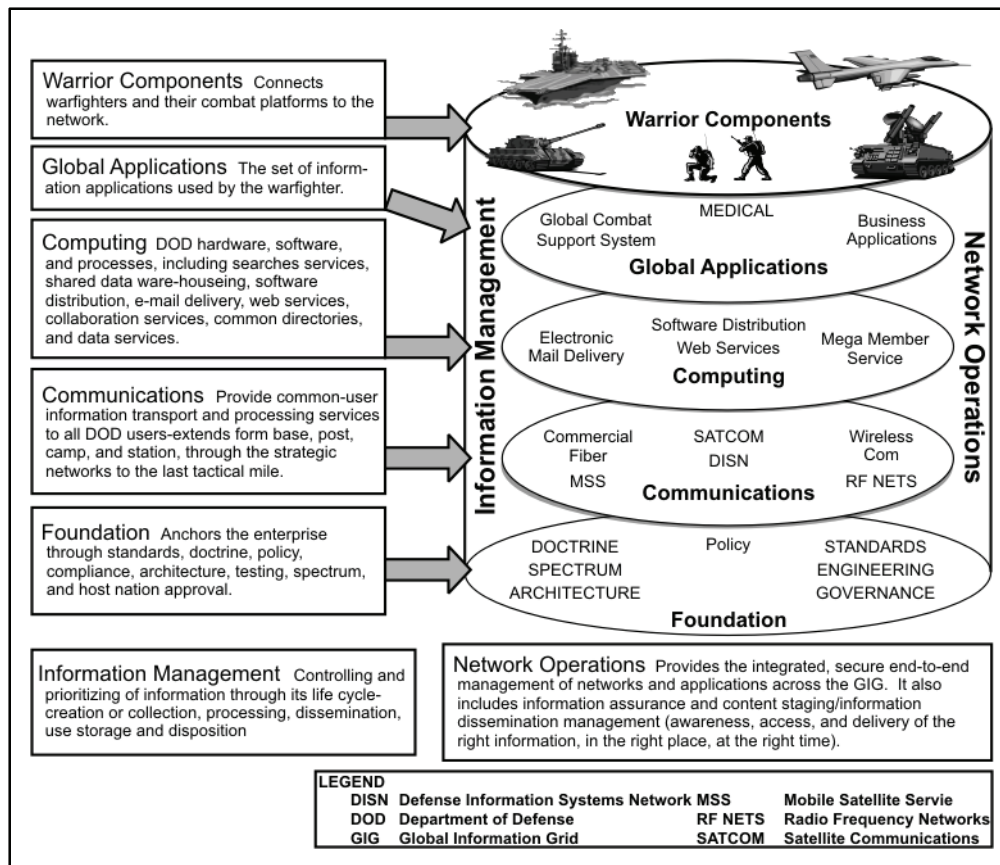 Warrior Components Connects
warfighters and their combat platforms to the
network.
Global Applications The set of infor-
mation applications used by the warfighter.
Computing DOD hardware, software,
and processes, including searches services,
shared data ware-houseing, software
distribution, e-mail delivery, web services,
collaboration services, common directories,
and data services.
Communications Provide common-user
information transport and processing services
to all DOD users-extends form base, post,
camp, and station, through the strategic
networks to the last tactical mile.
Foundation Anchors the enterprise
through standards, doctrine, policy,
compliance, architecture, testing, spectrum,
and host nation approval.
Information Management
Warrior Components
Global Combat
Support System
MEDICAL
Business
Applications
Global Applications
Electronic
Mail Delivery
Software Distribution
Web Services
Mega Member
Service
Computing
Commercial
Fiber
MSS
SATCOM
DISN
Wireless
Com
RF NETS
Communications
DOCTRINE
SPECTRUM
ARCHITECTURE
Policy
STANDARDS
ENGINEERING
GOVERNANCE
Foundation
Network Operations
Information Management Controlling and
prioritizing of information through its life cycle-
creation or collection, processing, dissemination,
use storage and disposition
Network Operations Provides the integrated, secure end-to-end
management of networks and applications across the GIG. It also
includes information assurance and content staging/information
dissemination management (awareness, access, and delivery of the
right information, in the right place, at the right time).
LEGEND
DISN Defense Information Systems Network MSS Mobile Satellite Servie
DOD Department of Defense RF NETS Radio Frequency Networks
GIG Global Information Grid SATCOM Satellite Communications